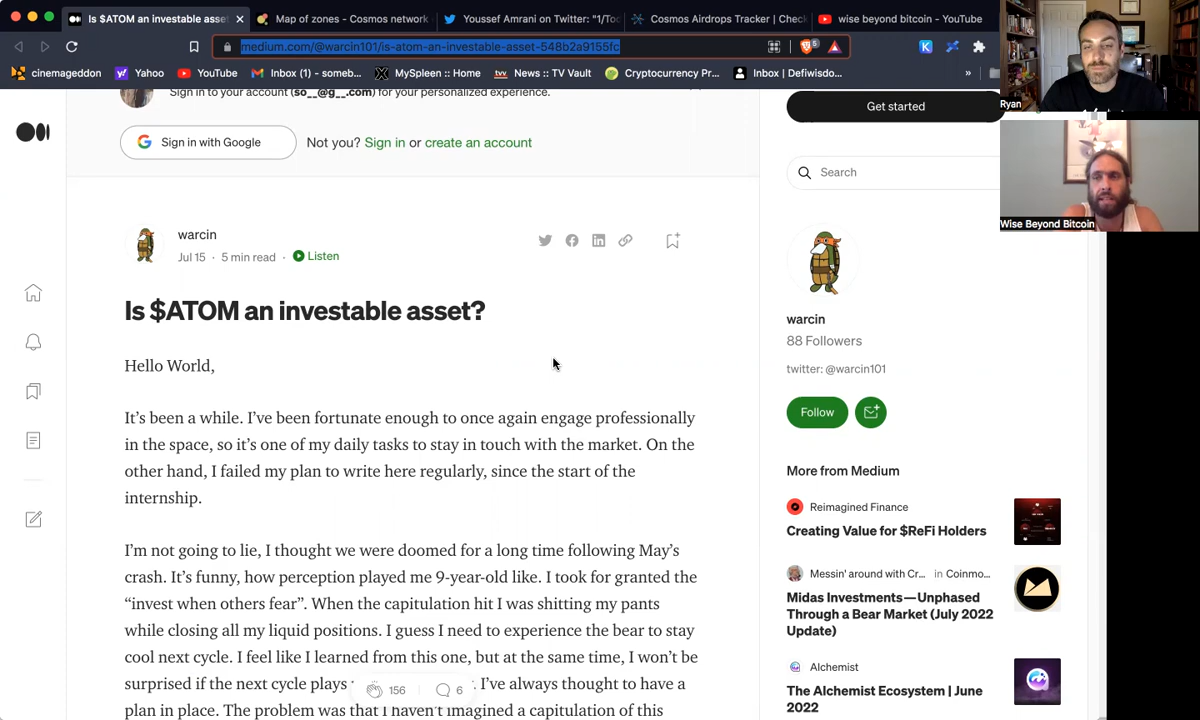 Is $ATOM an investable asset
Map of zones - Cosmos network
Youssef Amrani on Twitter: "1/To
Cosmos Airdrops Tracker | Check
wise beyond bitcoin - YouTube
medium.com/@warcin101/is-atom-an-investable-asset-548b2a9155fc
5
cinemageddon
Yahoo
YouTube
Inbox (1) - someb...
MySpleen :: Home
tvv
News :: TV Vault
Cryptocurrency Pr...
Inbox | Defiwisdo...
»
Ryan
Wise Beyond Bitcoin
Sign in to your account (so__@g__.com) for your personalized experience.
Sign in with Google
Not you? Sign in or create an account
Get started
Search
warcin
Jul 15 · 5 min read · Listen
Is $ATOM an investable asset?
Hello World,
It's been a while. I've been fortunate enough to once again engage professionally
in the space, so it's one of my daily tasks to stay in touch with the market. On the
other hand, I failed my plan to write here regularly, since the start of the
internship.
I'm not going to lie, I thought we were doomed for a long time following May's
crash. It's funny, how perception played me 9-year-old like. I took for granted the
"invest when others fear". When the capitulation hit I was shitting my pants
while closing all my liquid positions. I guess I need to experience the bear to stay
cool next cycle. I feel like I learned from this one, but at the same time, I won't be
surprised if the next cycle plays
I've always thought to have a
156
6
plan in place. The problem was that I haven't imagined a capitulation of this
warcin
88 Followers
twitter: @warcin101
Follow
More from Medium
Reimagined Finance
Creating Value for $ReFi Holders
Messin' around with Cr... in Coinmo...
Midas Investments—Unphased
Through a Bear Market (July 2022
Update)
Alchemist
The Alchemist Ecosystem | June
2022